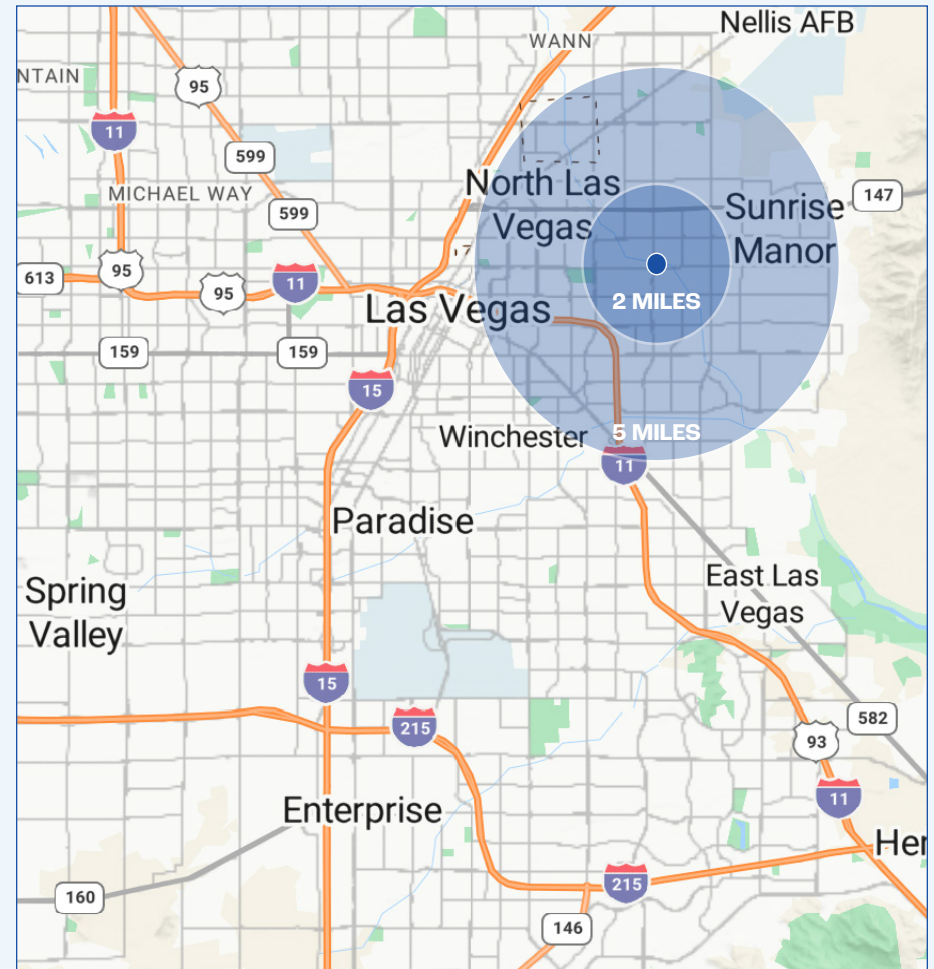 Nellis AFB
WANN
NTAIN
95
11
599
MICHAEL WAY
599
North Las
Vegas
147
Sunrise
Manor
95
613
95
11
2 MILES
Las Vegas
159
159
15
5 MILES
Winchester
11
Paradise
East Las
Vegas
Spring
Valley
15
582
215
93
11
Enterprise
Her
215
160
146